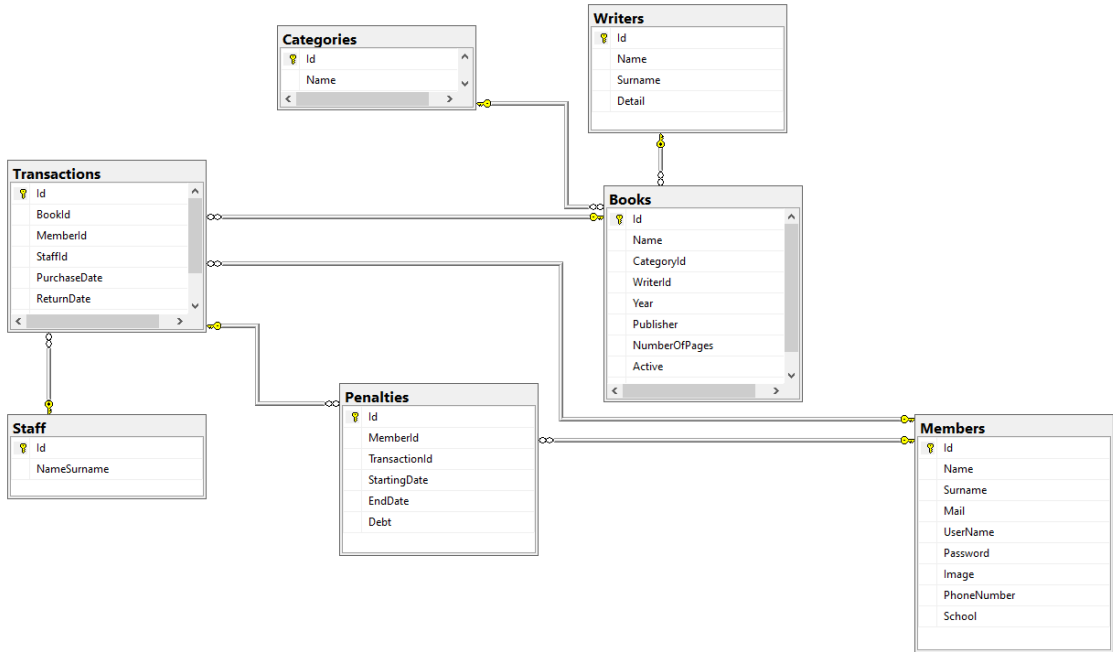 Categories
Id
Name
Writers
Id
Name
Surname
Detail
Transactions
Id
BookId
MemberId
StaffId
PurchaseDate
ReturnDate
Books
Id
Name
CategoryId
WriterId
Year
Publisher
NumberOfPages
Active
Staff
Id
NameSurname
Penalties
Id
MemberId
TransactionId
StartingDate
EndDate
Debt
Members
Id
Name
Surname
Mail
UserName
Password
Image
PhoneNumber
School